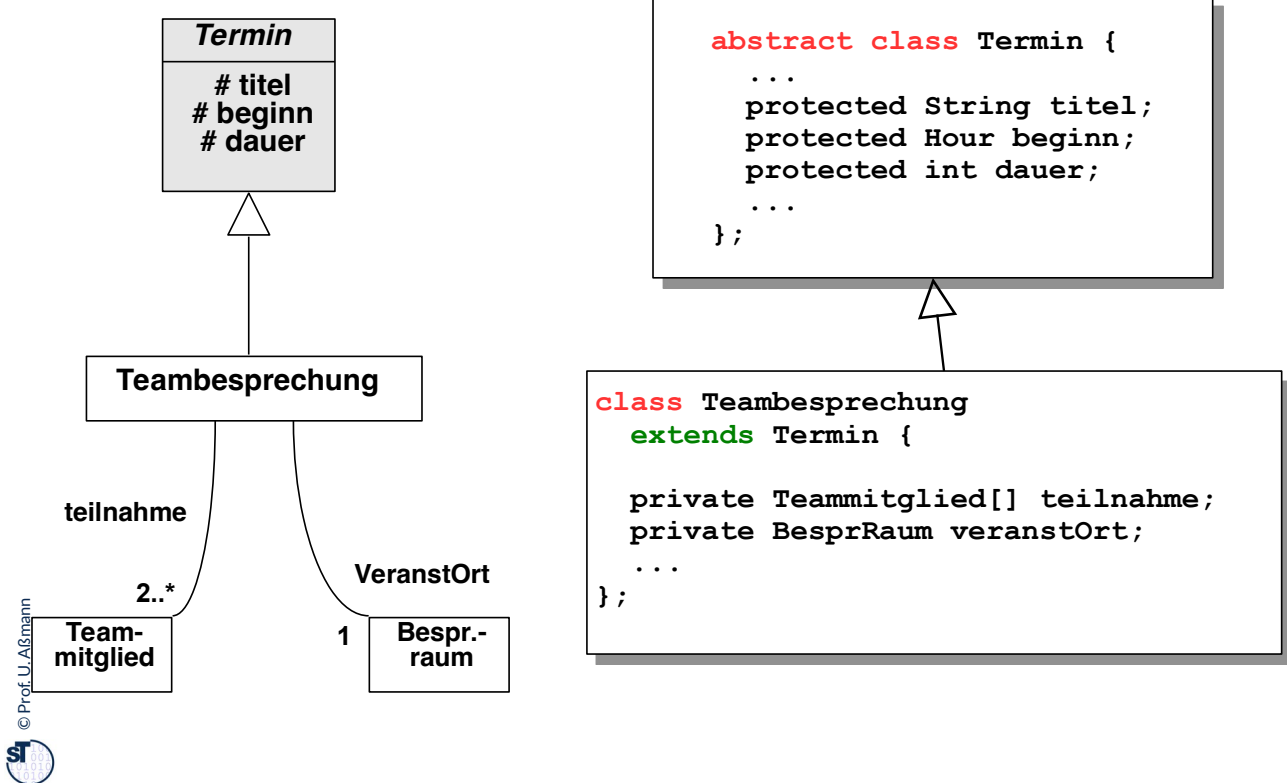 Termin
# titel
# beginn
# dauer
Teambesprechung
teilnahme
VeranstOrt
2..*
1
Team-
mitglied
Bespr.-
raum
abstract class Termin {
...
protected String titel;
protected Hour beginn;
protected int dauer;
...
};
class Teambesprechung
extends Termin {
private Teammitglied[] teilnahme;
private BesprRaum veranstOrt;
...
};
© Prof. U. Aßmann
ST